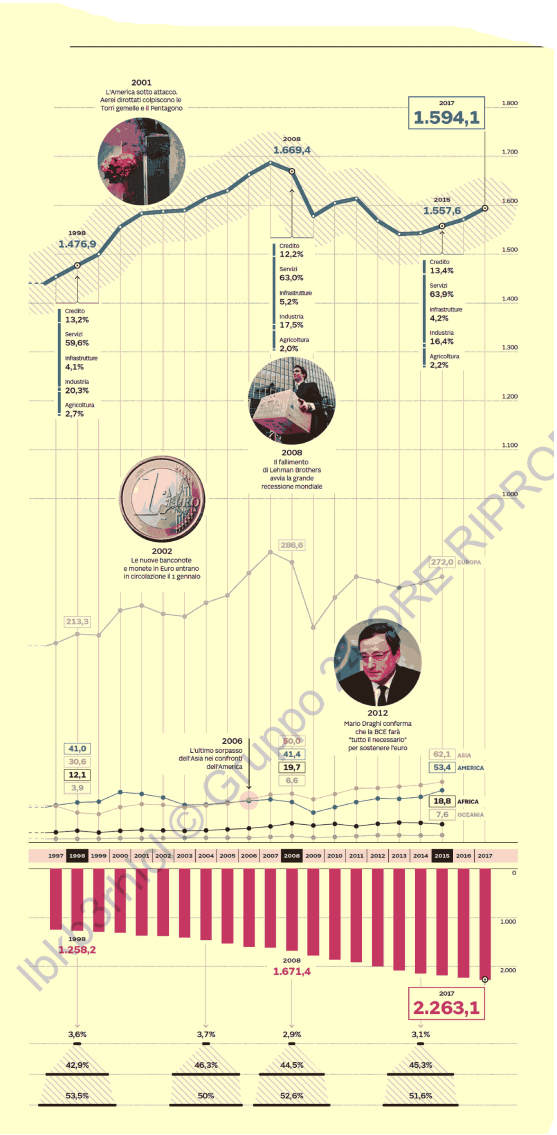 2001
L'America sotto attacco.
Aerei dirottati colpiscono le
Torri gemelle e il Pentagono
2017
1.594,1
1.800
1.700
1.600
1.500
1.400
1.300
1.200
1.100
1.000
2008
1.669,4
2015
1.557,6
1998
1.476,9
Credito
13,2%
Servizi
59,6%
Infrastrutture
4,1%
Industria
20,3%
Agricoltura
2,7%
Credito
12,2%
Servizi
63,0%
Infrastrutture
5,2%
Industria
17,5%
Agricoltura
2,0%
Credito
13,4%
Servizi
63,9%
Infrastrutture
4,2%
Industria
16,4%
Agricoltura
2,2%
2008
Il fallimento
di Lehman Brothers
avvia la grande
recessione mondiale
2002
Le nuove banconote
e monete in Euro entrano
in circolazione il 1 gennaio
213,3
286,6
272,0 EUROPA
2012
Mario Draghi conferma
che la BCE farà
"tutto il necessario"
per sostenere l'euro
2006
L'ultimo sorpasso
dell'Asia nei confronti
dell'America
41,0
30,6
12,1
3,9
50,0
41,4
19,7
6,6
62,1 ASIA
53,4 AMERICA
18,8 AFRICA
7,6 OCEANIA
1997 1998 1999 2000 2001 2002 2003 2004 2005 2006 2007 2008 2009 2010 2011 2012 2013 2014 2015 2016 2017
0
1.000
2.000
1998
1.258,2
2008
1.671,4
2017
2.263,1
3,6% 3,7% 2,9% 3,1%
42,9% 46,3% 44,5% 45,3%
53,5% 50% 52,6% 51,6%